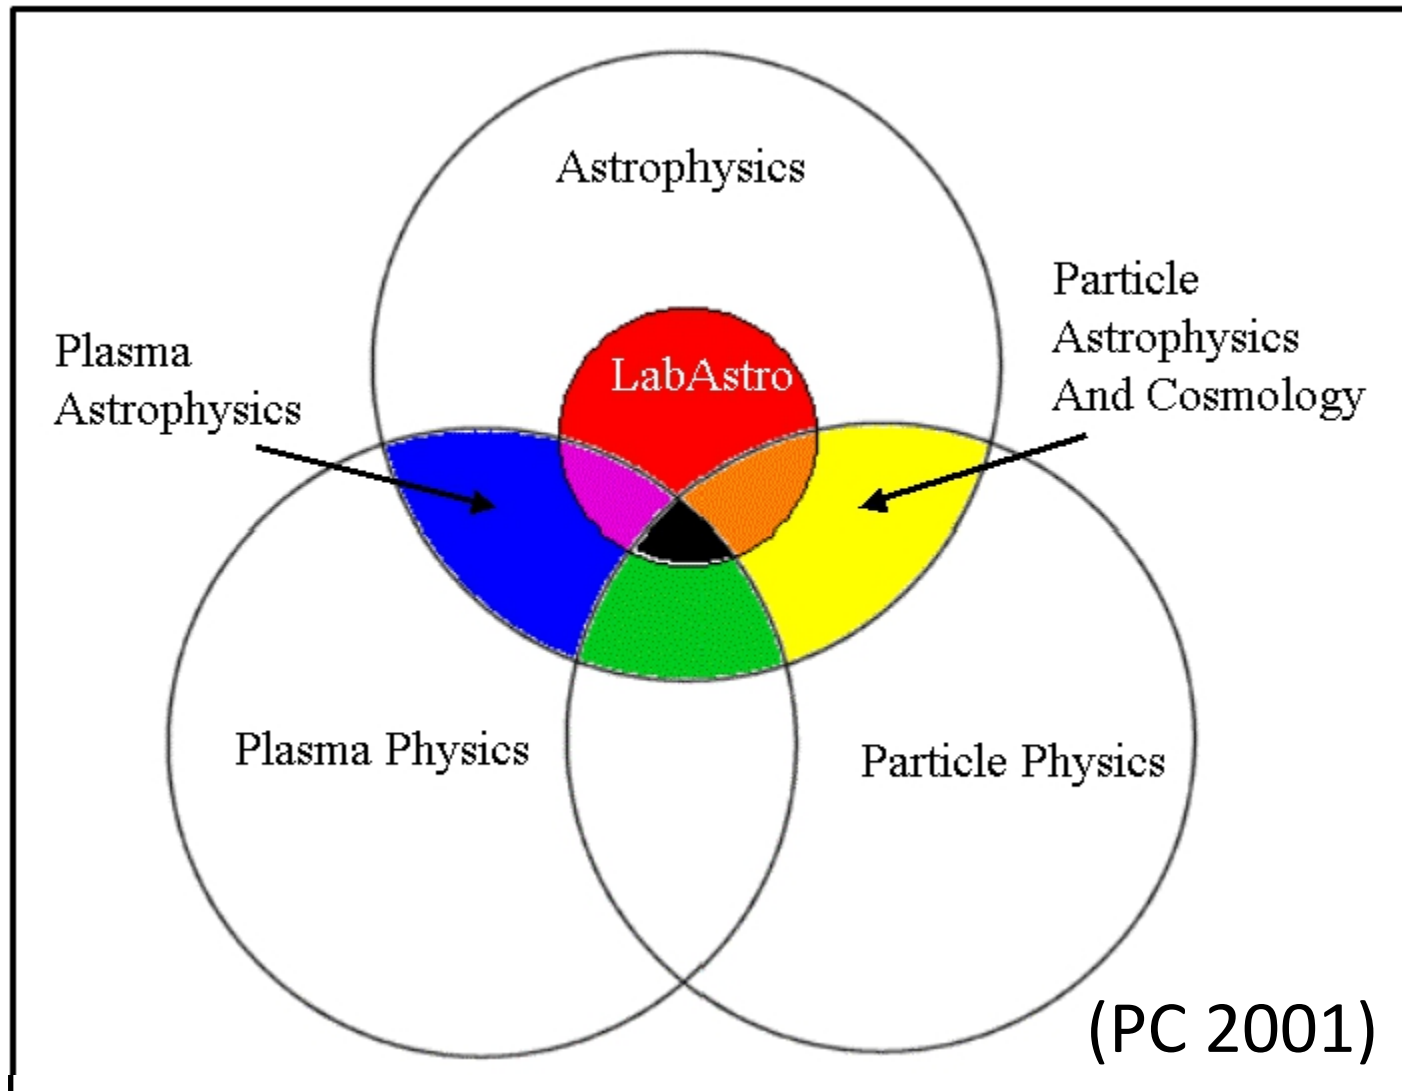 Astrophysics
Particle
Astrophysics
And Cosmology
Plasma
Astrophysics
LabAstro
Plasma Physics
Particle Physics
(PC 2001)